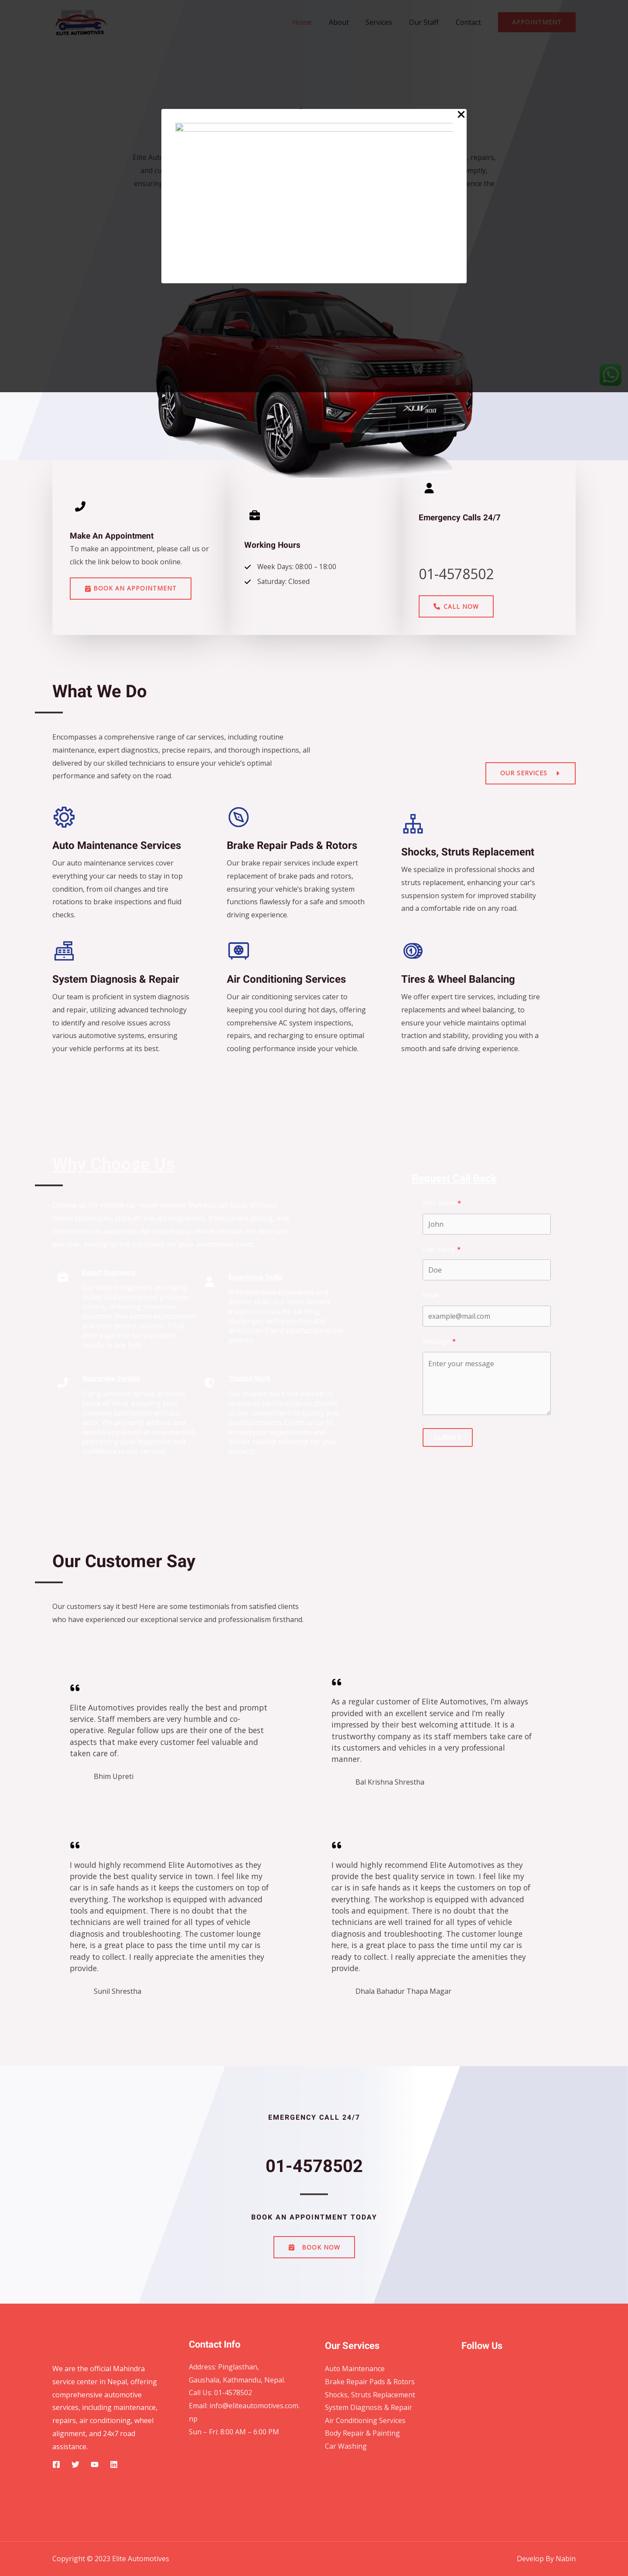 ELITE AUTOMOTIVES
Home
About
Services
Our Staff
Contact
APPOINTMENT
XUV300
Make An Appointment
To make an appointment, please call us or
click the link below to book online.
BOOK AN APPOINTMENT
Working Hours
Week Days: 08:00 – 18:00
Saturday: Closed
Emergency Calls 24/7
01-4578502
CALL NOW
What We Do
Encompasses a comprehensive range of car services, including routine
maintenance, expert diagnostics, precise repairs, and thorough inspections, all
delivered by our skilled technicians to ensure your vehicle’s optimal
performance and safety on the road.
OUR SERVICES
Auto Maintenance Services
Our auto maintenance services cover
everything your car needs to stay in top
condition, from oil changes and tire
rotations to brake inspections and fluid
checks.
Brake Repair Pads & Rotors
Our brake repair services include expert
replacement of brake pads and rotors,
ensuring your vehicle’s braking system
functions flawlessly for a safe and smooth
driving experience.
Shocks, Struts Replacement
We specialize in professional shocks and
struts replacement, enhancing your car’s
suspension system for improved stability
and a comfortable ride on any road.
System Diagnosis & Repair
Our team is proficient in system diagnosis
and repair, utilizing advanced technology
to identify and resolve issues across
various automotive systems, ensuring
your vehicle performs at its best.
Air Conditioning Services
Our air conditioning services cater to
keeping you cool during hot days, offering
comprehensive AC system inspections,
repairs, and recharging to ensure optimal
cooling performance inside your vehicle.
Tires & Wheel Balancing
We offer expert tire services, including tire
replacements and wheel balancing, to
ensure your vehicle maintains optimal
traction and stability, providing you with a
smooth and safe driving experience.
Why Choose Us
Request Call Back
*
John
*
Doe
example@mail.com
*
Enter your message
Our Customer Say
Our customers say it best! Here are some testimonials from satisfied clients
who have experienced our exceptional service and professionalism firsthand.
Elite Automotives provides really the best and prompt
service. Staff members are very humble and co-
operative. Regular follow ups are their one of the best
aspects that make every customer feel valuable and
taken care of.
Bhim Upreti
As a regular customer of Elite Automotives, I’m always
provided with an excellent service and I’m really
impressed by their best welcoming attitude. It is a
trustworthy company as its staff members take care of
its customers and vehicles in a very professional
manner.
Bal Krishna Shrestha
I would highly recommend Elite Automotives as they
provide the best quality service in town. I feel like my
car is in safe hands as it keeps the customers on top of
everything. The workshop is equipped with advanced
tools and equipment. There is no doubt that the
technicians are well trained for all types of vehicle
diagnosis and troubleshooting. The customer lounge
here, is a great place to pass the time until my car is
ready to collect. I really appreciate the amenities they
provide.
Sunil Shrestha
I would highly recommend Elite Automotives as they
provide the best quality service in town. I feel like my
car is in safe hands as it keeps the customers on top of
everything. The workshop is equipped with advanced
tools and equipment. There is no doubt that the
technicians are well trained for all types of vehicle
diagnosis and troubleshooting. The customer lounge
here, is a great place to pass the time until my car is
ready to collect. I really appreciate the amenities they
provide.
Dhala Bahadur Thapa Magar
EMERGENCY CALL 24/7
01-4578502
BOOK AN APPOINTMENT TODAY
BOOK NOW
We are the official Mahindra
service center in Nepal, offering
comprehensive automotive
services, including maintenance,
repairs, air conditioning, wheel
alignment, and 24x7 road
assistance.
Contact Info
Address: Pinglasthan,
Gaushala, Kathmandu, Nepal.
Call Us: 01-4578502
Email: info@eliteautomotives.com.
np
Sun – Fri: 8:00 AM – 6:00 PM
Our Services
Auto Maintenance
Brake Repair Pads & Rotors
Shocks, Struts Replacement
System Diagnosis & Repair
Air Conditioning Services
Body Repair & Painting
Car Washing
Follow Us
Copyright © 2023 Elite Automotives
Develop By Nabin